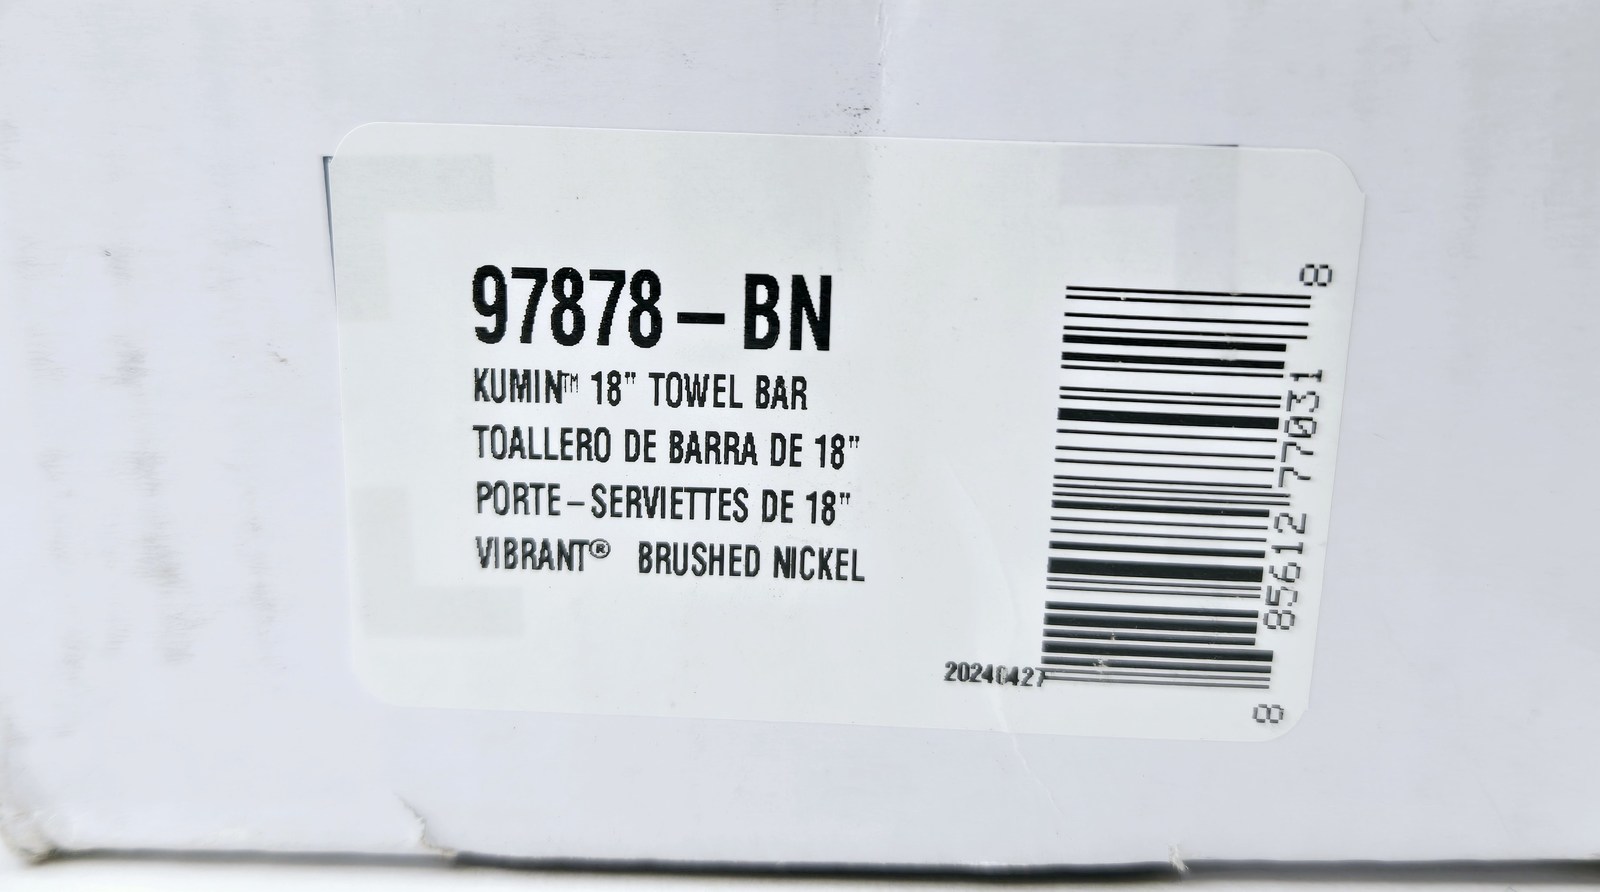 97878-BN
KUMIN™ 18" TOWEL BAR
TOALLERO DE BARRA DE 18"
PORTE-SERVIETTES DE 18"
VIBRANT® BRUSHED NICKEL
20240427
8 85612 77031 8